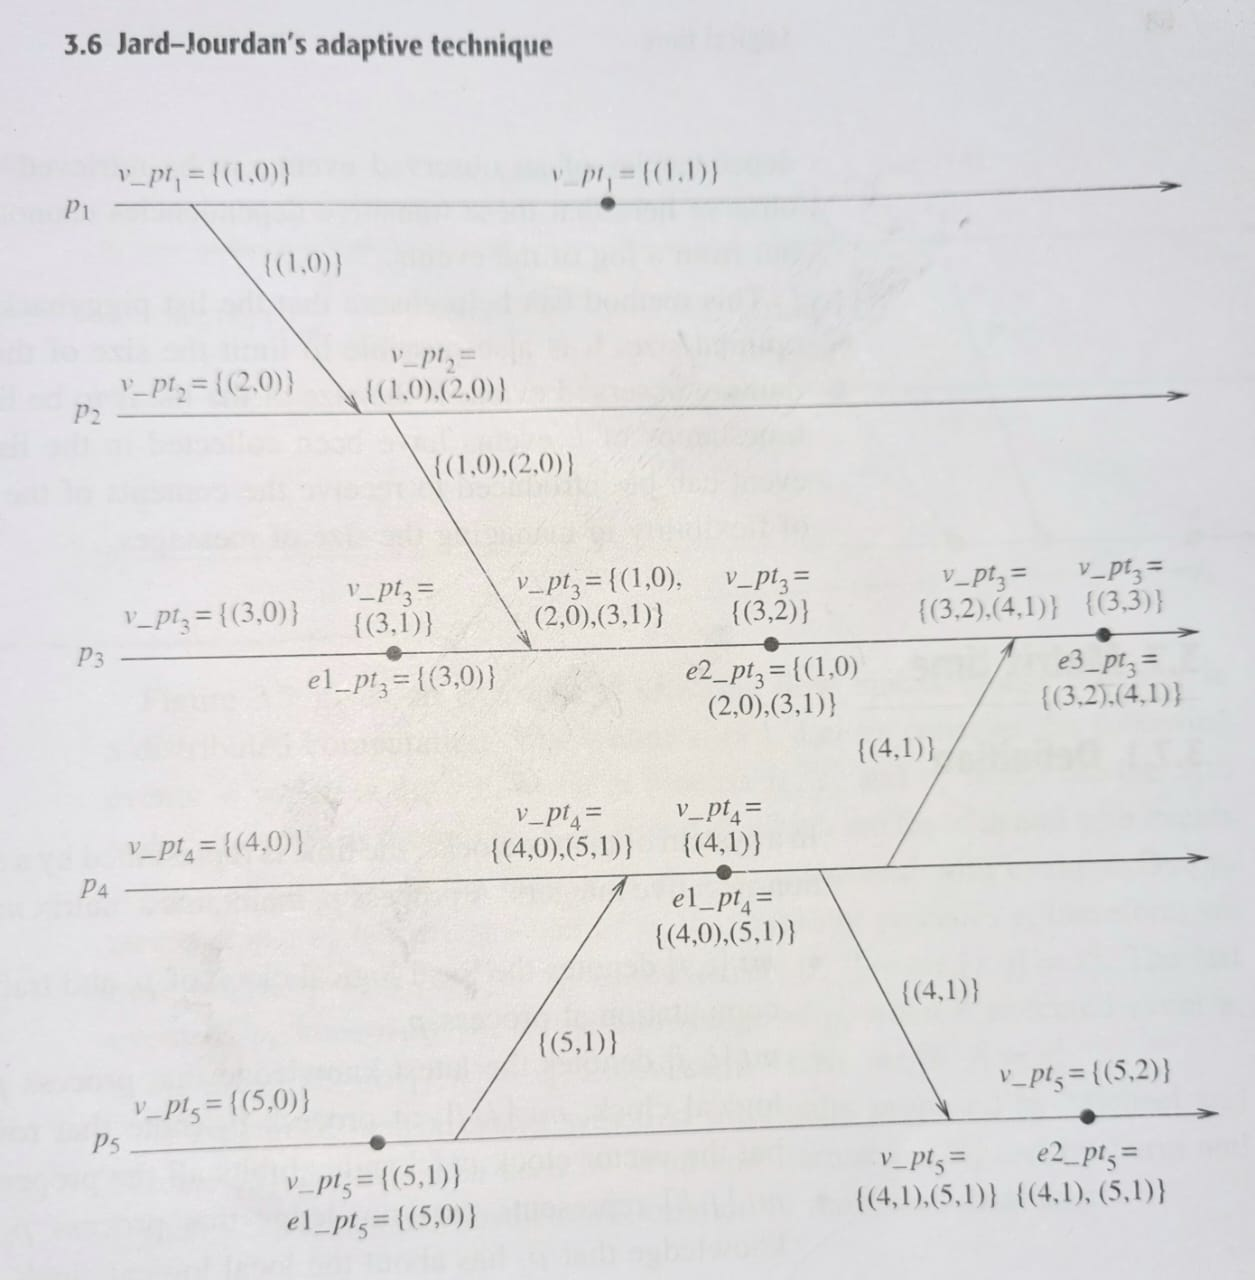 3.6 Jard–Jourdan's adaptive technique
v_pt₁ = {(1,0)}
v_pt₁ = {(1,1)}
p₁
{(1,0)}
v_pt₂ =
v_pt₂ = {(2,0)}
{(1,0),(2,0)}
p₂
{(1,0),(2,0)}
v_pt₃ = {(3,0)}
v_pt₃ =
{(3,1)}
v_pt₃ = {(1,0),
(2,0),(3,1)}
v_pt₃ =
{(3,2)}
v_pt₃ =
{(3,2),(4,1)}
v_pt₃ =
{(3,3)}
p₃
e1_pt₃ = {(3,0)}
e2_pt₃ = {(1,0)
(2,0),(3,1)}
e3_pt₃ =
{(3,2),(4,1)}
{(4,1)}
v_pt₄ = {(4,0)}
v_pt₄ =
{(4,0),(5,1)}
v_pt₄ =
{(4,1)}
p₄
e1_pt₄ =
{(4,0),(5,1)}
{(4,1)}
{(5,1)}
v_pt₅ = {(5,0)}
v_pt₅ = {(5,2)}
p₅
v_pt₅ = {(5,1)}
e1_pt₅ = {(5,0)}
v_pt₅ =
{(4,1),(5,1)}
e2_pt₅ =
{(4,1), (5,1)}